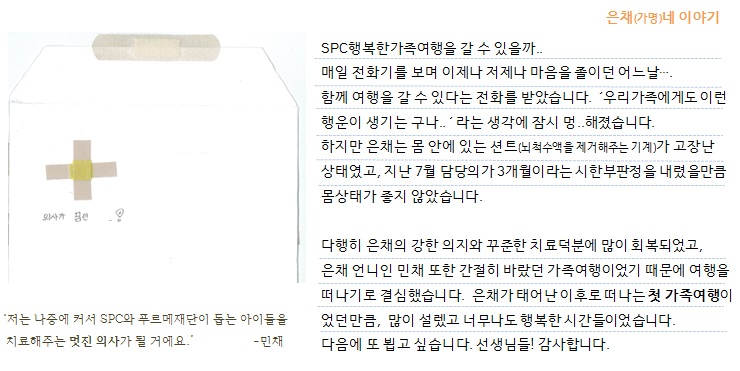 은채(가명)네 이야기
SPC행복한가족여행을 갈 수 있을까..
매일 전화기를 보며 이제나 저제나 마음을 졸이던 어느날….
함께 여행을 갈 수 있다는 전화를 받았습니다. ´우리가족에게도 이런
행운이 생기는 구나.. ´ 라는 생각에 잠시 멍..해졌습니다.
하지만 은채는 몸 안에 있는 션트(뇌척수액을 제거해주는 기계)가 고장난
상태였고, 지난 7월 담당의가 3개월이라는 시한부판정을 내렸을만큼
몸상태가 좋지 않았습니다.
다행히 은채의 강한 의지와 꾸준한 치료덕분에 많이 회복되었고,
은채 언니인 민채 또한 간절히 바랐던 가족여행이었기 때문에 여행을
떠나기로 결심했습니다. 은채가 태어난 이후로 떠나는 첫 가족여행이
었던만큼, 많이 설렜고 너무나도 행복한 시간들이었습니다.
다음에 또 뵙고 싶습니다. 선생님들! 감사합니다.
의사가
"저는 나중에 커서 SPC와 푸르메재단이 돕는 아이들을
치료해주는 멋진 의사가 될 거에요." -민채